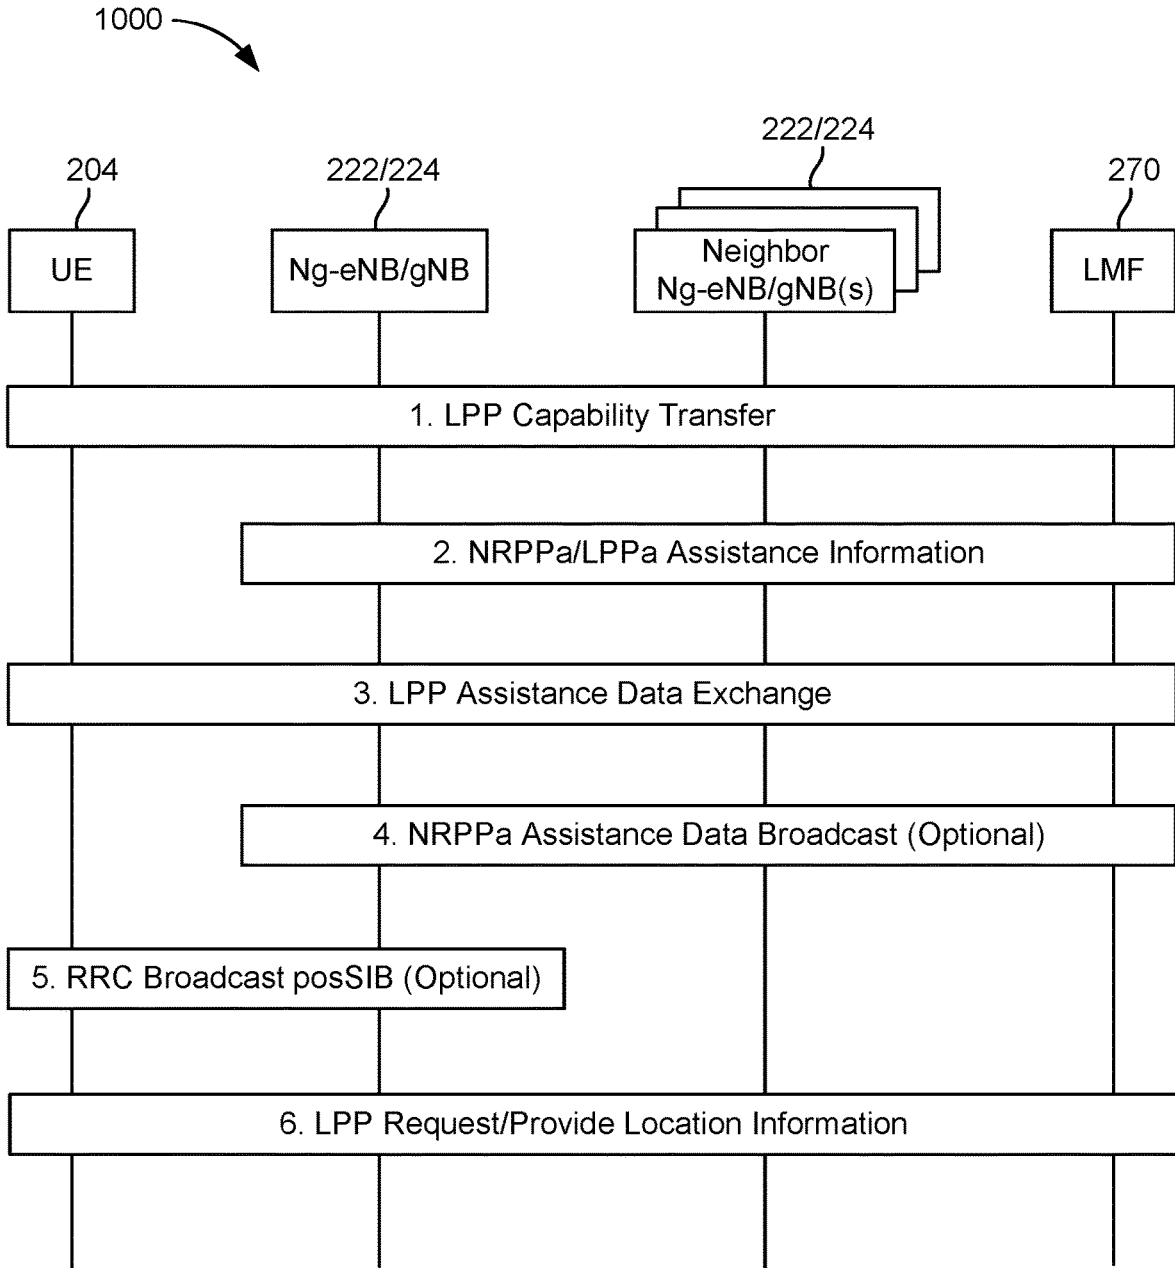 1000
222/224
204
222/224
270
UE
Ng-eNB/gNB
Neighbor
Ng-eNB/gNB(s)
LMF
1. LPP Capability Transfer
2. NRPPa/LPPa Assistance Information
3. LPP Assistance Data Exchange
4. NRPPa Assistance Data Broadcast (Optional)
5. RRC Broadcast posSIB (Optional)
6. LPP Request/Provide Location Information